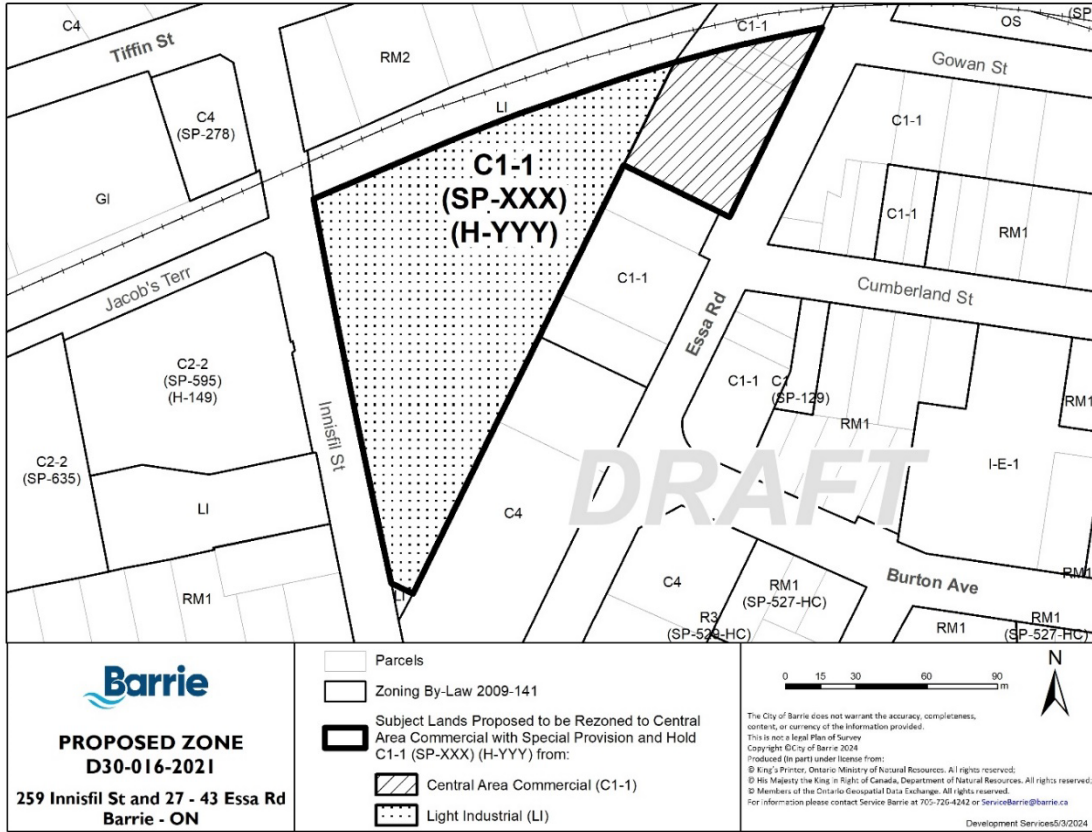 C4
Tiffin St
RM2
C1-1
OS
(SP
Gowan St
C4
(SP-278)
LI
C1-1
GI
C1-1
(SP-XXX)
(H-YYY)
C1-1
RM1
Jacob's Terr
C1-1
Cumberland St
Essa Rd
C2-2
(SP-595)
(H-149)
Innisfil St
C1-1
C1
(SP-129)
RM1
RM1
C2-2
(SP-635)
DRAFT
I-E-1
LI
C4
RM1
C4
RM1
(SP-527-HC)
Burton Ave
RM1
LI
R3
(SP-529-HC)
RM1
RM1
(SP-527-HC)
Barrie
PROPOSED ZONE
D30-016-2021
259 Innisfil St and 27 - 43 Essa Rd
Barrie - ON
Parcels
Zoning By-Law 2009-141
Subject Lands Proposed to be Rezoned to Central
Area Commercial with Special Provision and Hold
C1-1 (SP-XXX) (H-YYY) from:
Central Area Commercial (C1-1)
Light Industrial (LI)
0 15 30 60 90
m
N
The City of Barrie does not warrant the accuracy, completeness,
content, or currency of the information provided.
This is not a legal Plan of Survey
Copyright ©City of Barrie 2024
Produced (in part) under license from:
© King's Printer, Ontario Ministry of Natural Resources. All rights reserved;
© His Majesty the King in Right of Canada, Department of Natural Resources. All rights reserved;
© Members of the Ontario Geospatial Data Exchange. All rights reserved.
For information please contact Service Barrie at 705-726-4242 or ServiceBarrie@barrie.ca
Development Services5/3/2024